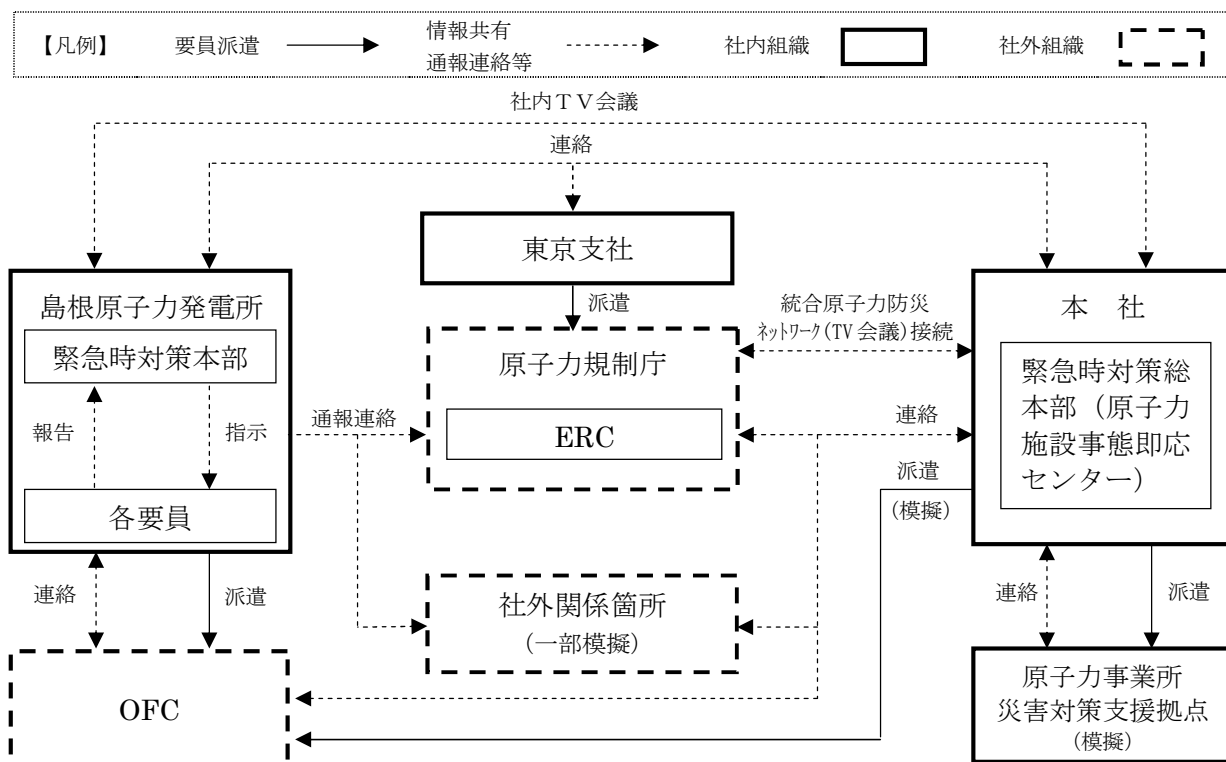 【凡例】
要員派遣
情報共有
通報連絡等
社内組織
社外組織
社内ＴＶ会議
連絡
東京支社
派遣
島根原子力発電所
緊急時対策本部
報告
指示
各要員
通報連絡
原子力規制庁
ERC
統合原子力防災
ﾈｯﾄﾜｰｸ(TV 会議)接続
連絡
派遣
(模擬)
本　社
緊急時対策総
本部（原子力
施設事態即応
センター）
連絡
派遣
社外関係箇所
(一部模擬)
連絡
派遣
OFC
原子力事業所
災害対策支援拠点
(模擬)